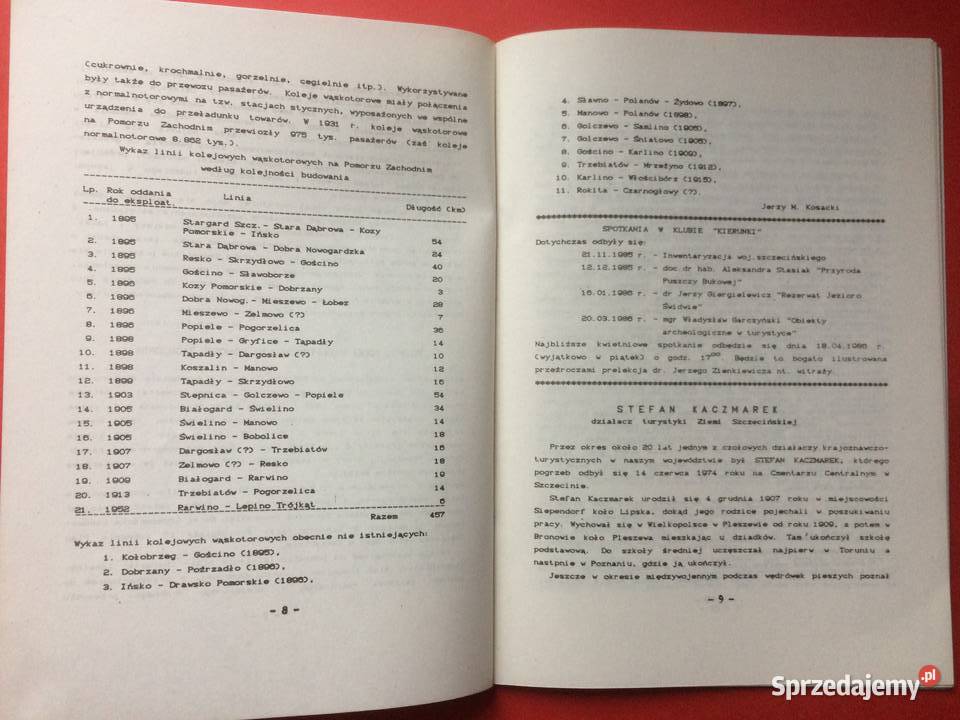 (cukrownie, krochmalnie, gorzelnie, cegielnie itp.). Wykorzystywane
były także do przewozu pasażerów. Koleje wąskotorowe miały połączenia
z normalnotorowymi na tzw. stacjach stycznych, wyposażonych we wspólne
urządzenia do przeładunku towarów. W 1931 r. koleje wąskotorowe
na Pomorzu Zachodnim przewiozły 975 tys. pasażerów (zaś koleje
normalnotorowe 8.862 tys.).
Wykaz linii kolejowych wąskotorowych na Pomorzu Zachodnim
według kolejności budowania
Lp. Rok oddania Linia Długość (km)
do eksploat.
1. 1895 Stargard Szcz. - Stara Dąbrowa - Kozy
Pomorskie - Ińsko 54
2. 1895 Stara Dąbrowa - Dobra Nowogardzka 24
3. 1895 Resko - Skrzydłowo - Gościno 40
4. 1895 Gościno - Sławoborze 20
5. 1896 Kozy Pomorskie - Dobrzany 3
6. 1896 Dobra Nowog. - Mieszewo - Łobez 28
7. 1896 Mieszewo - Zelmowo (?) 7
8. 1896 Popiele - Pogorzelica 36
9. 1898 Popiele - Gryfice - Tąpadły 14
10. 1898 Tąpadły - Dargosław (?) 10
11. 1898 Koszalin - Manowo 12
12. 1899 Tąpadły - Skrzydłowo 16
13. 1903 Stepnica - Golczewo - Popiele 54
14. 1905 Białogard - Świelino 34
15. 1905 Świelino - Manowo 14
16. 1905 Świelino - Bobolice 18
17. 1907 Dargosław (?) - Trzebiatów 16
18. 1907 Zelmowo (?) - Resko 18
19. 1909 Białogard - Rarwino 14
20. 1913 Trzebiatów - Pogorzelica 14
21. 1952 Rarwino - Lepino Trójkąt 6
Razem 457
Wykaz linii kolejowych wąskotorowych obecnie nie istniejących:
1. Kołobrzeg - Gościno (1895),
2. Dobrzany - Poźrzadło (1896),
3. Ińsko - Drawsko Pomorskie (1896),
- 8 -
4. Sławno - Polanów - Żydowo (1897),
5. Manowo - Polanów (1898),
6. Golczewo - Samlino (1906),
7. Golczewo - Śniatowo (1906),
8. Gościno - Karlino (1909),
9. Trzebiatów - Mrzeżyno (1912),
10. Karlino - Włościbórz (1915),
11. Rokita - Czarnogłowy (?).
Jerzy M. Kosacki
SPOTKANIA W KLUBIE "KIERUNKI"
Dotychczas odbyły się:
21.11.1985 r. - Inwentaryzacja woj.szczecińskiego
12.12.1985 r. - doc.dr hab. Aleksandra Stasiak "Przyroda
Puszczy Bukowej"
16.01.1986 r. - dr Jerzy Giergielewicz "Rezerwat Jezioro
Świdwie"
20.03.1986 r. - mgr Władysław Garczyński "Obiekty
archeologiczne w turystyce"
Najbliższe kwietniowe spotkanie odbędzie się dnia 18.04.1986 r.
(wyjątkowo w piątek) o godz. 17⁰⁰. Będzie to bogato ilustrowana
przeźroczami prelekcja dr. Jerzego Zienkiewicza nt. witraży.
STEFAN KACZMAREK
działacz turystyki Ziemi Szczecińskiej
Przez okres około 20 lat jednym z czołowych działaczy krajoznawczo-
turystycznych w naszym województwie był STEFAN KACZMAREK, którego
pogrzeb odbył się 14 czerwca 1974 roku na Cmentarzu Centralnym w
Szczecinie.
Stefan Kaczmarek urodził się 4 grudnia 1907 roku w miejscowości
Siependorf koło Lipska, dokąd jego rodzice pojechali w poszukiwaniu
pracy. Wychował się w Wielkopolsce w Pleszewie od roku 1909, a potem w
Bronowie koło Pleszewa mieszkając u dziadków. Tam ukończył szkołę
podstawową. Do szkoły średniej uczęszczał najpierw w Toruniu a
następnie w Poznaniu, gdzie ją ukończył.
Jeszcze w okresie międzywojennym podczas wędrówek pieszych poznał
- 9 -
Sprzedajemy.pl